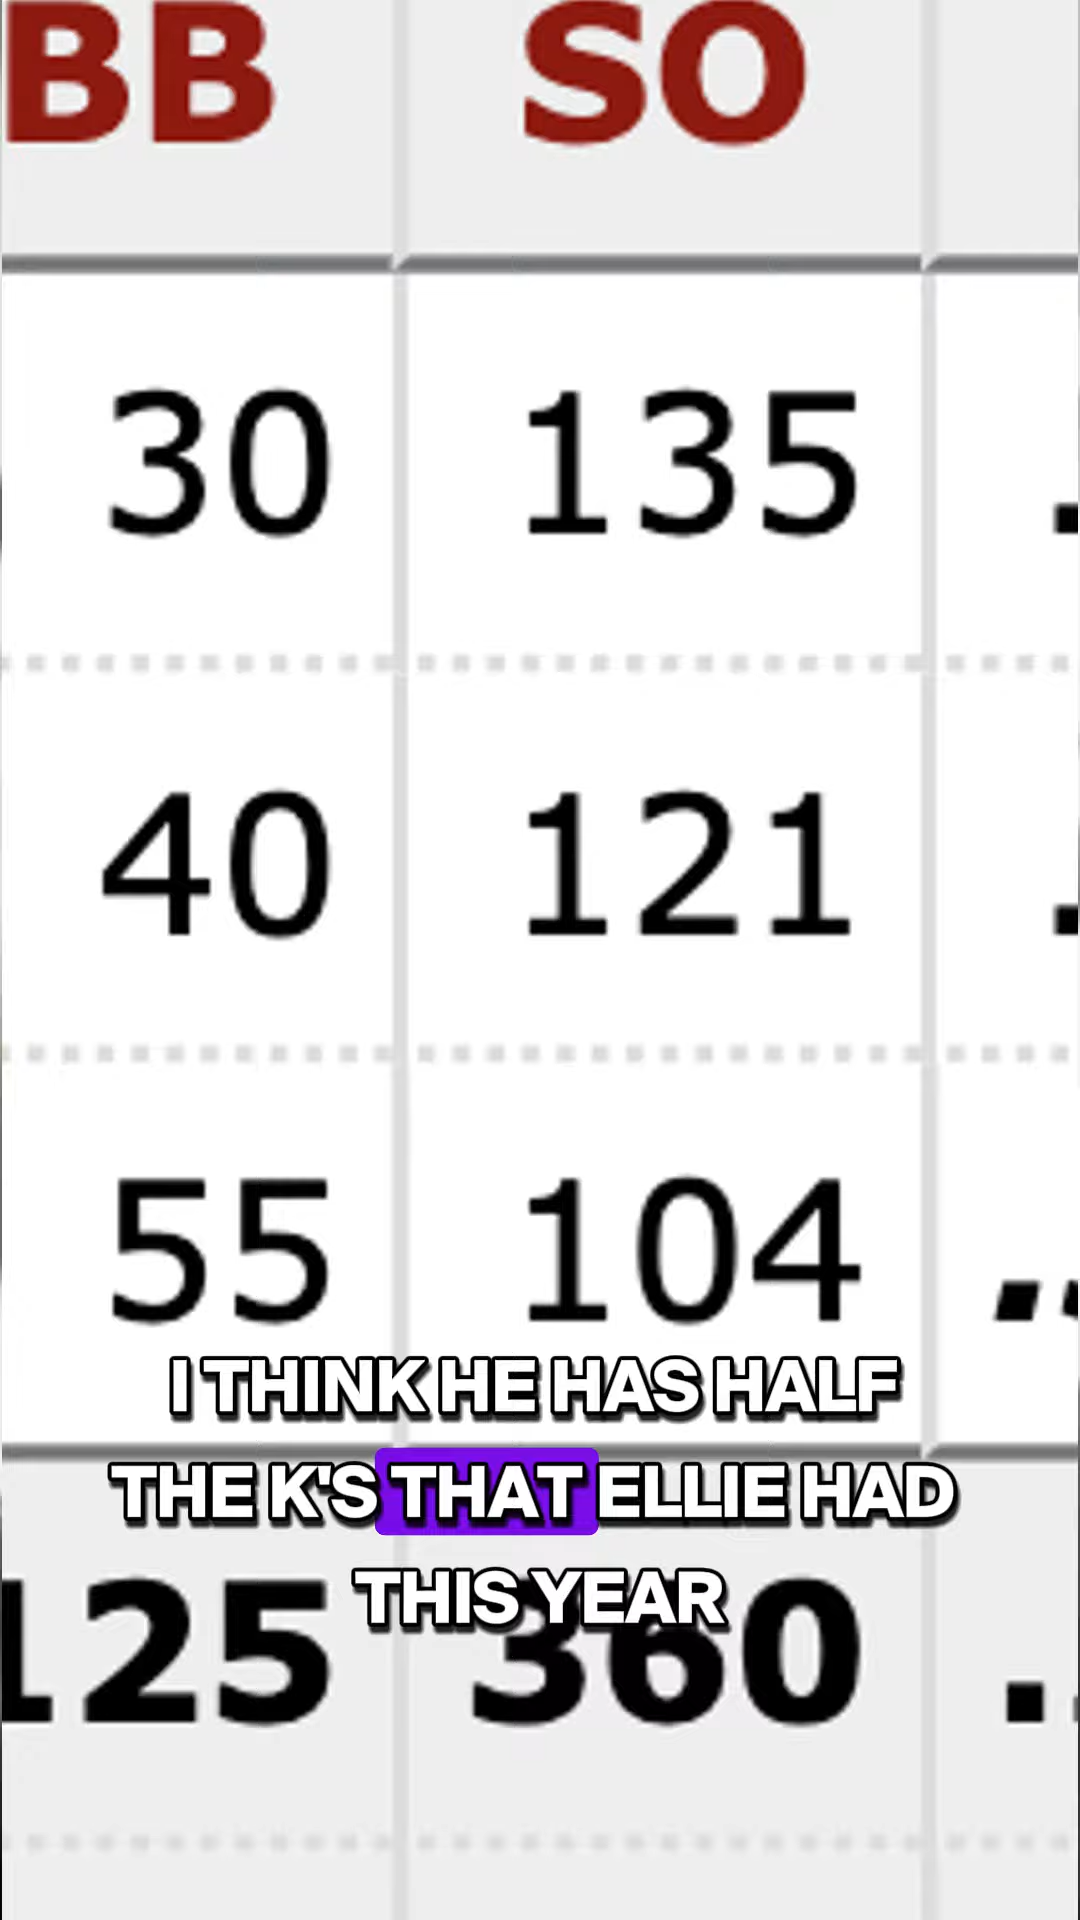 BB SO
30 135
40 121
55 104
I THINK HE HAS HALF
THE K'S THAT ELLIE HAD
THIS YEAR
125 360